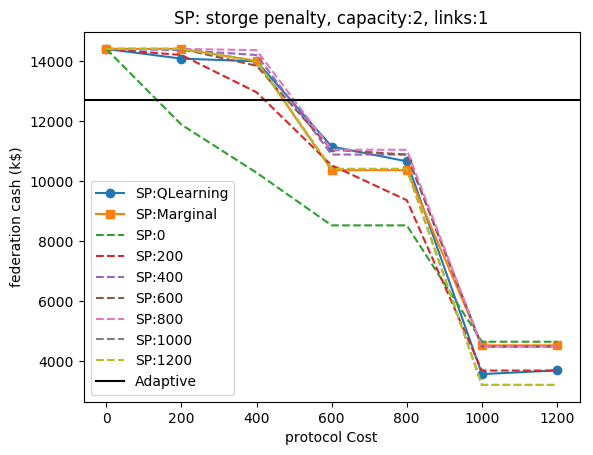 SP: storge penalty, capacity:2, links:1
federation cash (k$)
14000
12000
10000
8000
6000
4000
SP:QLearning
SP:Marginal
SP:0
SP:200
SP:400
SP:600
SP:800
SP:1000
SP:1200
Adaptive
0 200 400 600 800 1000 1200
protocol Cost